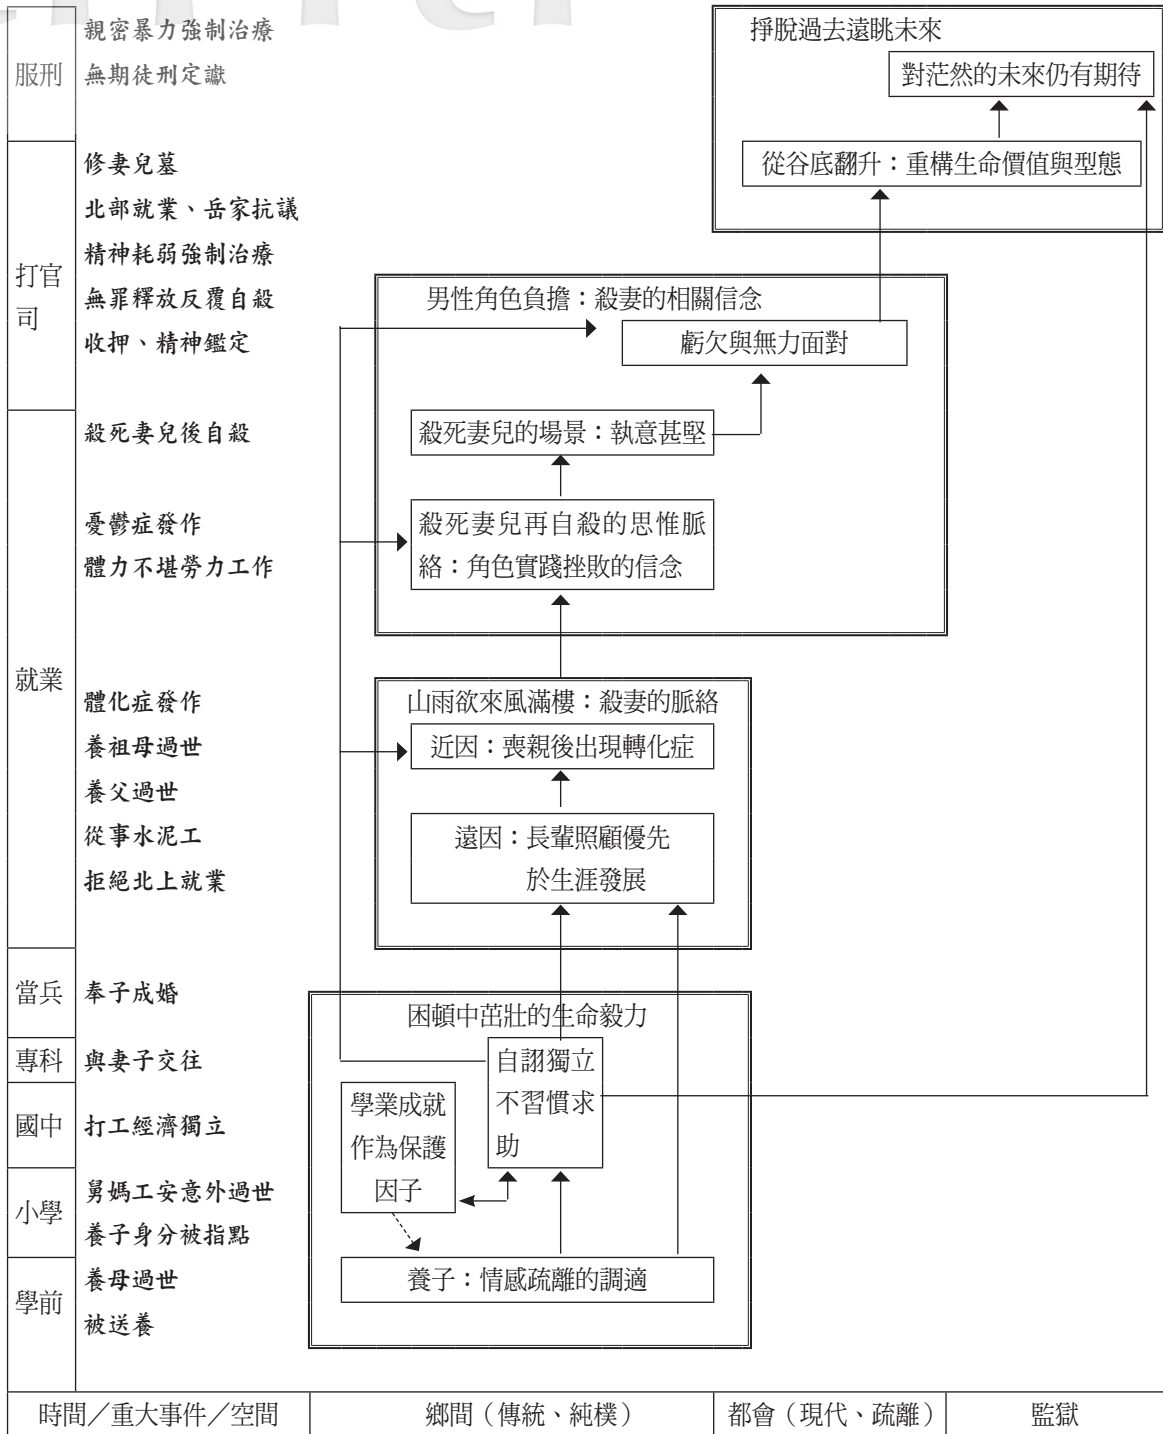 服刑
親密暴力強制治療
無期徒刑定讞
打官
司
修妻兒墓
北部就業、岳家抗議
精神耗弱強制治療
無罪釋放反覆自殺
收押、精神鑑定
就業
殺死妻兒後自殺
憂鬱症發作
體力不堪勞力工作
體化症發作
養祖母過世
養父過世
從事水泥工
拒絕北上就業
當兵
奉子成婚
專科
與妻子交往
國中
打工經濟獨立
小學
舅媽工安意外過世
養子身分被指點
學前
養母過世
被送養
掙脫過去遠眺未來
對茫然的未來仍有期待
從谷底翻升：重構生命價值與型態
男性角色負擔：殺妻的相關信念
虧欠與無力面對
殺死妻兒的場景：執意甚堅
殺死妻兒再自殺的思惟脈
絡：角色實踐挫敗的信念
山雨欲來風滿樓：殺妻的脈絡
近因：喪親後出現轉化症
遠因：長輩照顧優先
於生涯發展
困頓中茁壯的生命毅力
自詡獨立
不習慣求
助
學業成就
作為保護
因子
養子：情感疏離的調適
時間／重大事件／空間
鄉間（傳統、純樸）
都會（現代、疏離）
監獄